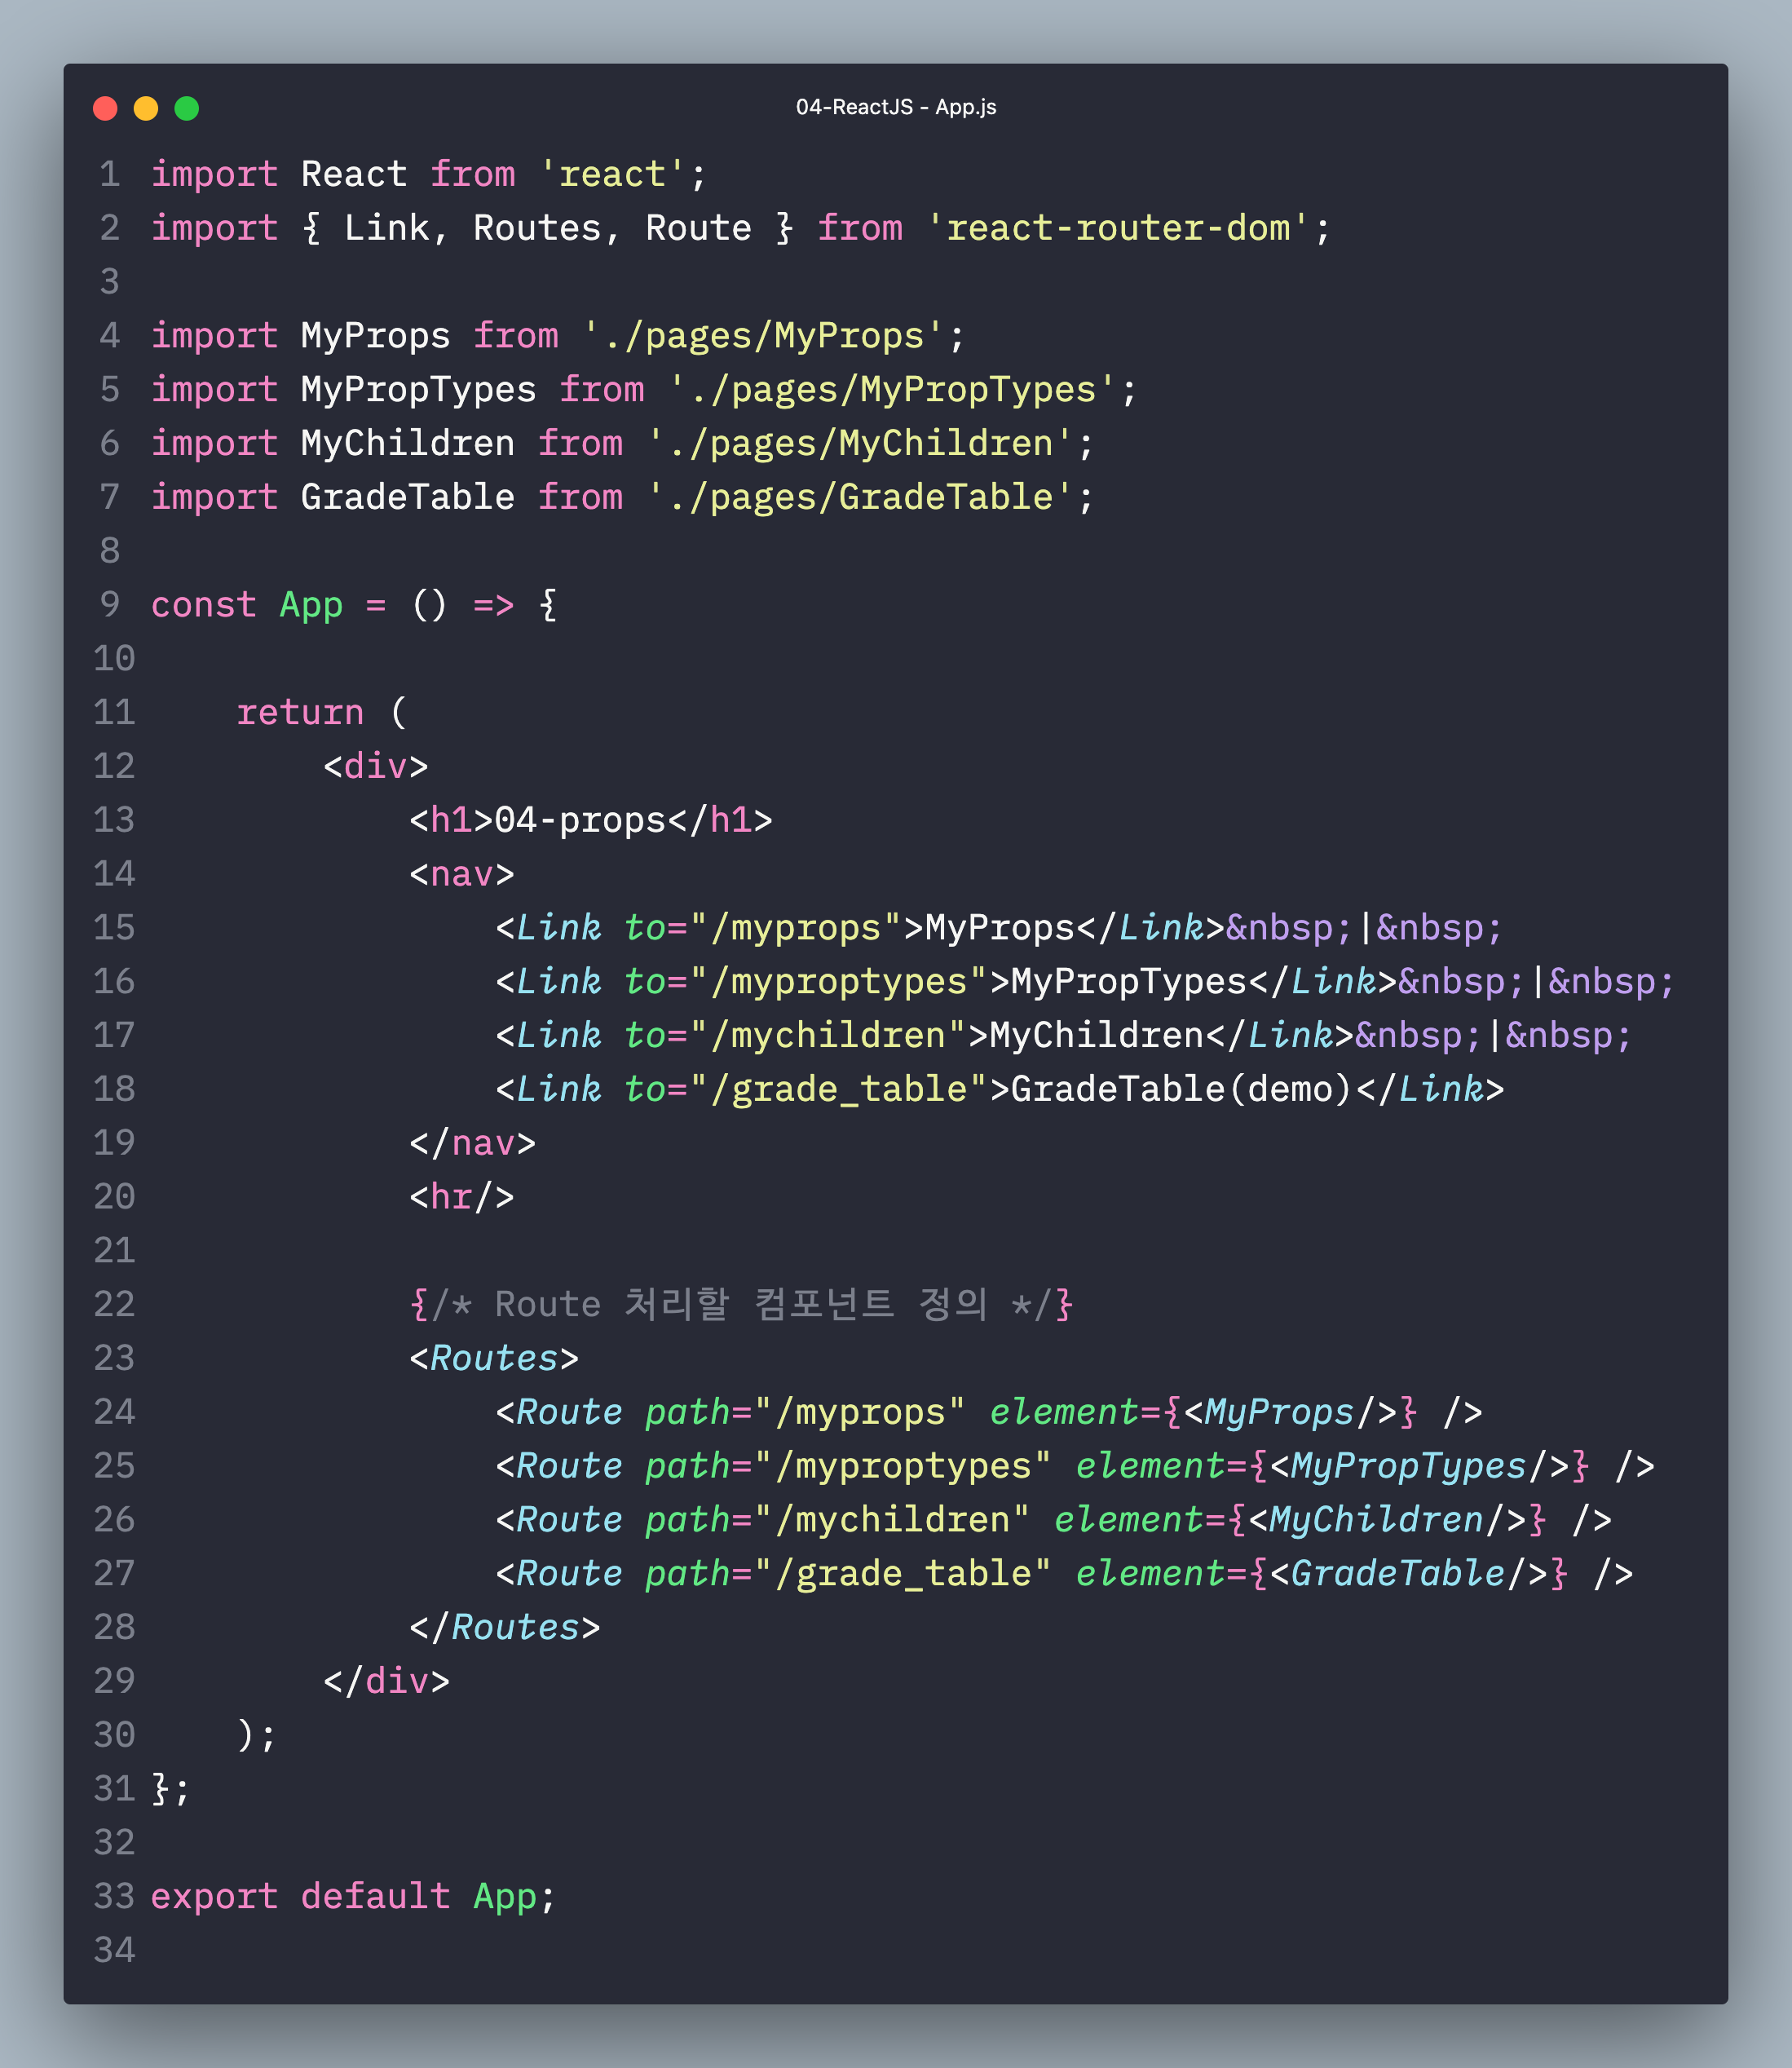 04-ReactJS - App.js
1 import React from 'react';
2 import { Link, Routes, Route } from 'react-router-dom';
3
4 import MyProps from './pages/MyProps';
5 import MyPropTypes from './pages/MyPropTypes';
6 import MyChildren from './pages/MyChildren';
7 import GradeTable from './pages/GradeTable';
8
9 const App = () => {
10
11     return (
12         <div>
13             <h1>04-props</h1>
14             <nav>
15                 <Link to="/myprops">MyProps</Link>&nbsp;|&nbsp;
16                 <Link to="/myproptypes">MyPropTypes</Link>&nbsp;|&nbsp;
17                 <Link to="/mychildren">MyChildren</Link>&nbsp;|&nbsp;
18                 <Link to="/grade_table">GradeTable(demo)</Link>
19             </nav>
20             <hr/>
21
22             {/* Route 처리할 컴포넌트 정의 */}
23             <Routes>
24                 <Route path="/myprops" element={<MyProps/>} />
25                 <Route path="/myproptypes" element={<MyPropTypes/>} />
26                 <Route path="/mychildren" element={<MyChildren/>} />
27                 <Route path="/grade_table" element={<GradeTable/>} />
28             </Routes>
29         </div>
30     );
31 };
32
33 export default App;
34